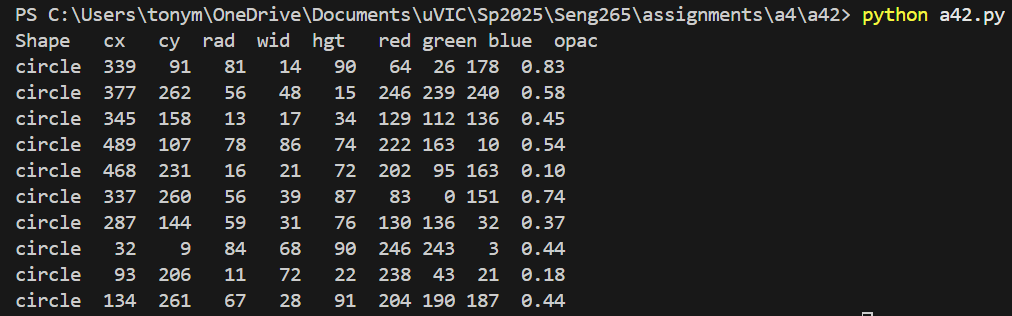 PS C:\Users\tonym\OneDrive\Documents\uVIC\Sp2025\Seng265\assignments\a4\a42> python a42.py
Shape   cx   cy  rad  wid  hgt   red green blue  opac
circle  339   91   81   14   90   64   26 178  0.83
circle  377  262   56   48   15  246  239 240  0.58
circle  345  158   13   17   34  129  112 136  0.45
circle  489  107   78   86   74  222  163  10  0.54
circle  468  231   16   21   72  202   95 163  0.10
circle  337  260   56   39   87   83    0 151  0.74
circle  287  144   59   31   76  130  136  32  0.37
circle   32    9   84   68   90  246  243   3  0.44
circle   93  206   11   72   22  238   43  21  0.18
circle  134  261   67   28   91  204  190 187  0.44